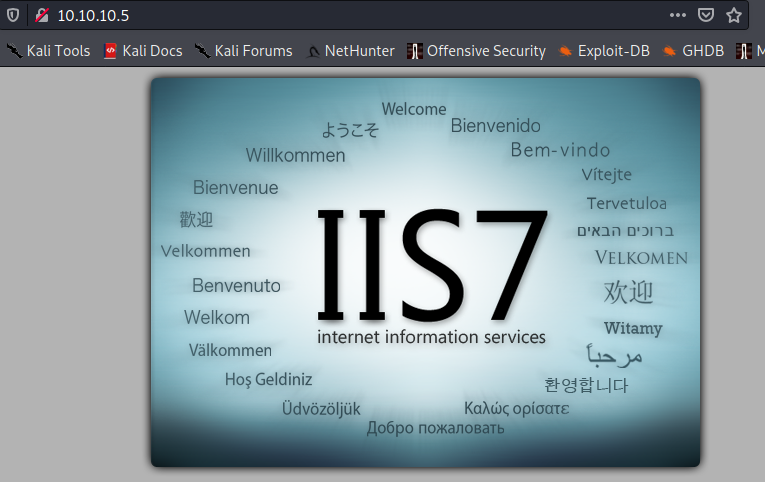 10.10.10.5
Kali Tools Kali Docs Kali Forums NetHunter Offensive Security Exploit-DB GHDB M
Welcome
Bienvenido
ようこそ
Bem-vindo
Willkommen
Vítejte
Bienvenue
Tervetuloa
歡迎
ברוכים הבאים
Velkommen
VELKOMEN
Benvenuto
欢迎
Welkom
Witamy
Välkommen
مرحباً
Hoş Geldiniz
환영합니다
Üdvözöljük
Καλώς ορίσατε
Добро пожаловать
IIS7
internet information services